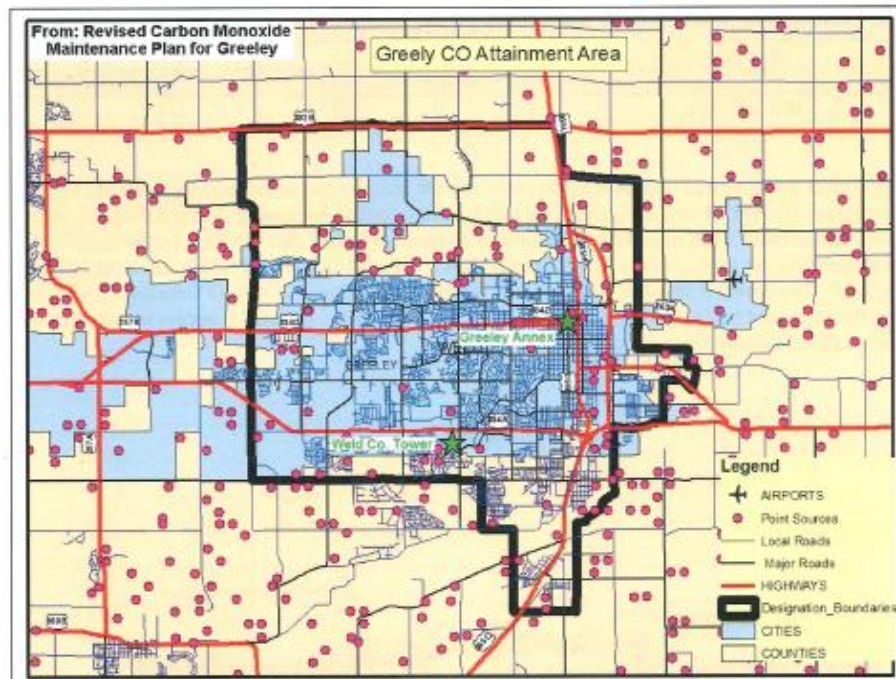 From: Revised Carbon Monoxide
Maintenance Plan for Greeley
Greely CO Attainment Area
Greeley Annex
GREELEY
Weld Co. Tower
Legend
AIRPORTS
Point Sources
Local Roads
Major Roads
HIGHWAYS
Designation_Boundaries
CITIES
COUNTIES